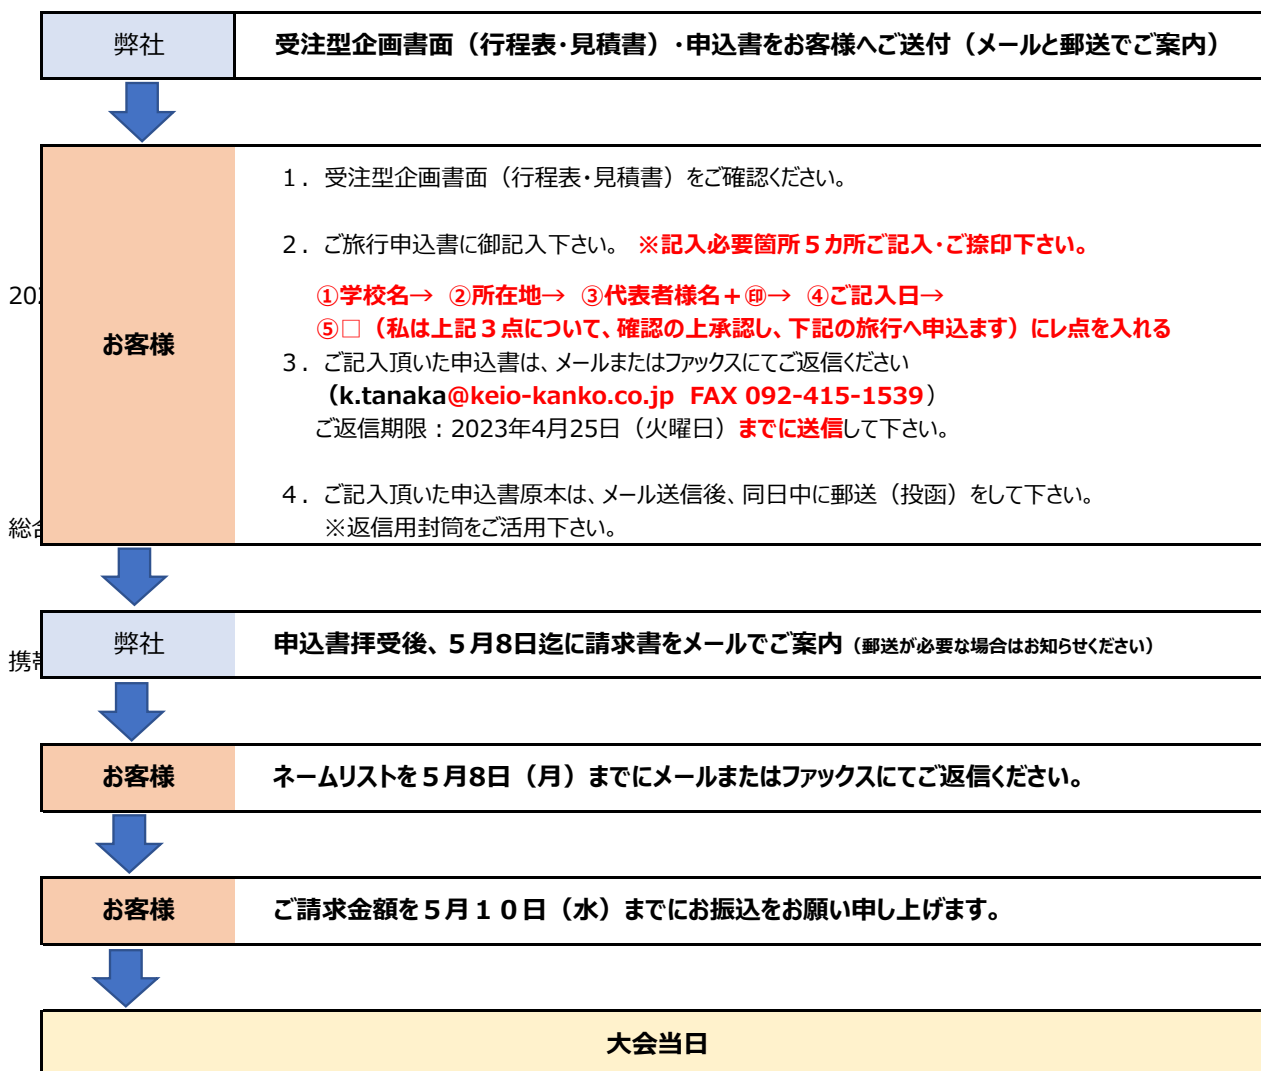 弊社
受注型企画書面（行程表・見積書）・申込書をお客様へご送付（メールと郵送でご案内）
お客様
１．受注型企画書面（行程表・見積書）をご確認ください。
２．ご旅行申込書に御記入下さい。 ※記入必要箇所５カ所ご記入・ご捺印下さい。
①学校名→ ②所在地→ ③代表者様名＋㊞→ ④ご記入日→
⑤□（私は上記３点について、確認の上承認し、下記の旅行へ申込ます）にレ点を入れる
３．ご記入頂いた申込書は、メールまたはファックスにてご返信ください
（k.tanaka@keio-kanko.co.jp FAX 092-415-1539）
ご返信期限：2023年4月25日（火曜日）までに送信して下さい。
４．ご記入頂いた申込書原本は、メール送信後、同日中に郵送（投函）をして下さい。
※返信用封筒をご活用下さい。
弊社
申込書拝受後、５月8日迄に請求書をメールでご案内（郵送が必要な場合はお知らせください）
お客様
ネームリストを５月8日（月）までにメールまたはファックスにてご返信ください。
お客様
ご請求金額を５月１０日（水）までにお振込をお願い申し上げます。
大会当日